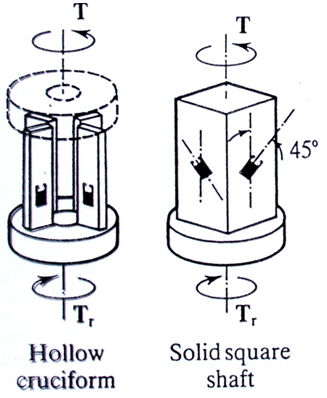 T
T
45°
Tr
Tr
Hollow
cruciform
Solid square
shaft